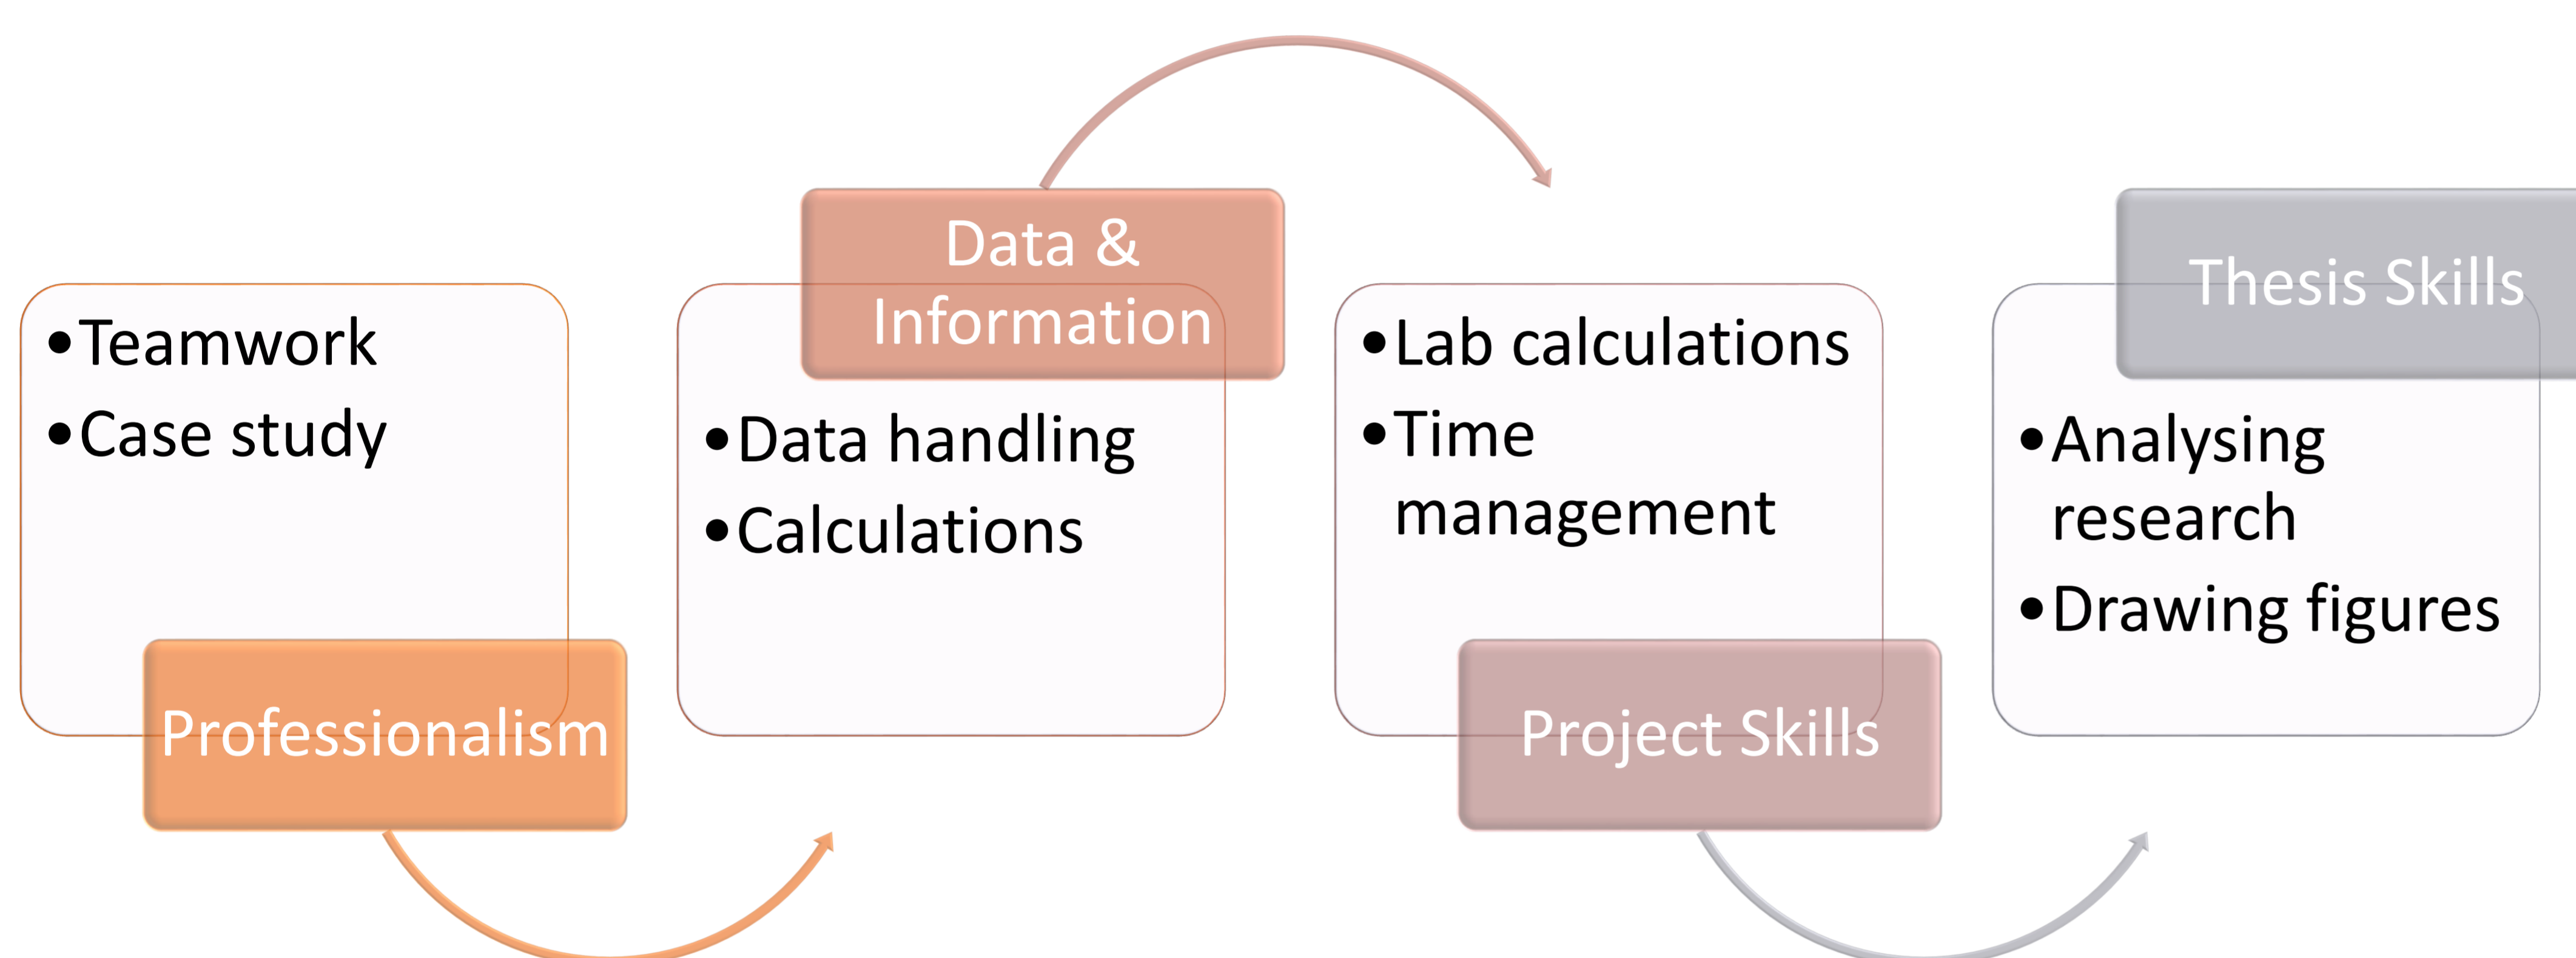 •Teamwork
•Case study
Professionalism
Data &
Information
•Data handling
•Calculations
•Lab calculations
•Time
management
Project Skills
Thesis Skills
•Analysing
research
•Drawing figures